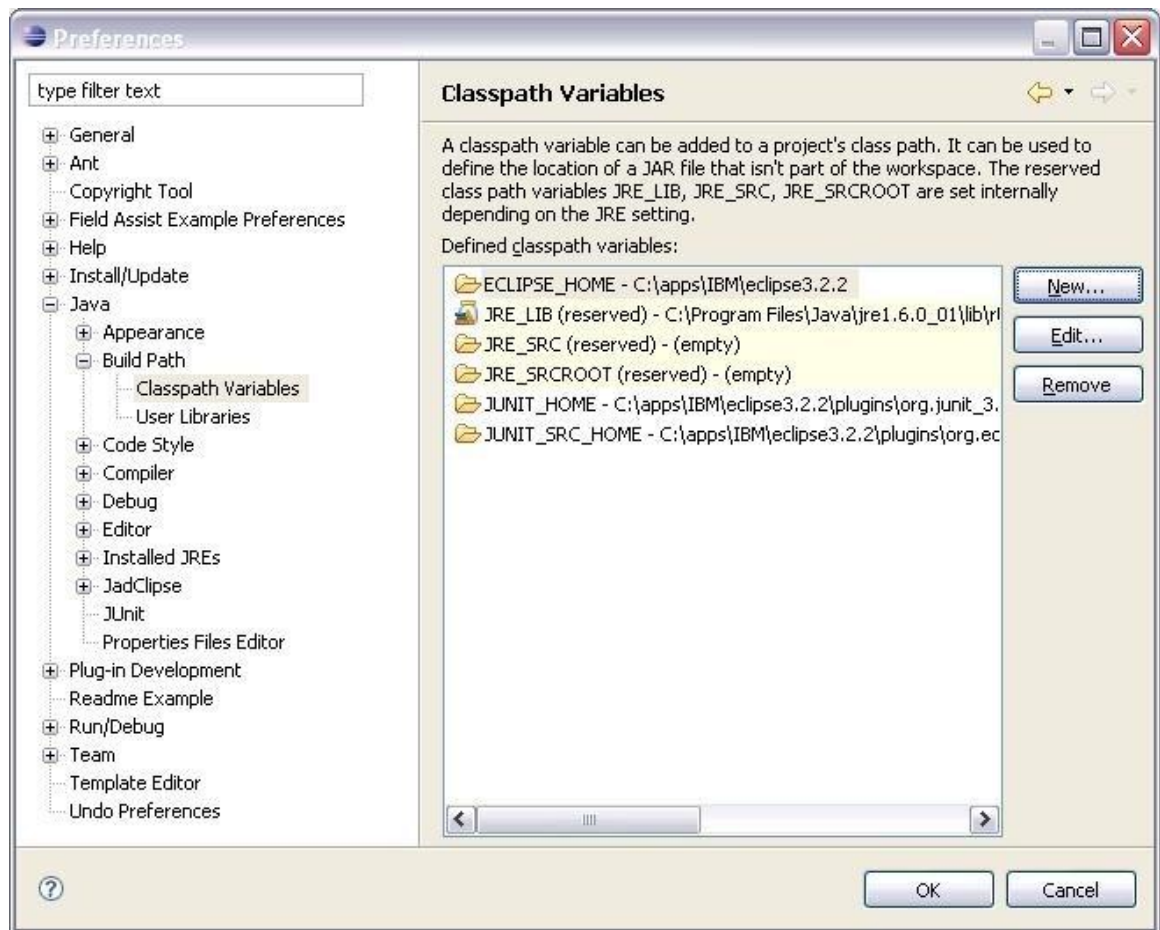 Preferences
type filter text
General
Ant
Copyright Tool
Field Assist Example Preferences
Help
Install/Update
Java
Appearance
Build Path
Classpath Variables
User Libraries
Code Style
Compiler
Debug
Editor
Installed JREs
JadClipse
JUnit
Properties Files Editor
Plug-in Development
Readme Example
Run/Debug
Team
Template Editor
Undo Preferences
Classpath Variables
A classpath variable can be added to a project's class path. It can be used to
define the location of a JAR file that isn't part of the workspace. The reserved
class path variables JRE_LIB, JRE_SRC, JRE_SRCROOT are set internally
depending on the JRE setting.
Defined classpath variables:
ECLIPSE_HOME - C:\apps\IBM\eclipse3.2.2
JRE_LIB (reserved) - C:\Program Files\Java\jre1.6.0_01\lib\r
JRE_SRC (reserved) - (empty)
JRE_SRCROOT (reserved) - (empty)
JUNIT_HOME - C:\apps\IBM\eclipse3.2.2\plugins\org.junit_3.
JUNIT_SRC_HOME - C:\apps\IBM\eclipse3.2.2\plugins\org.ec
New...
Edit...
Remove
OK
Cancel